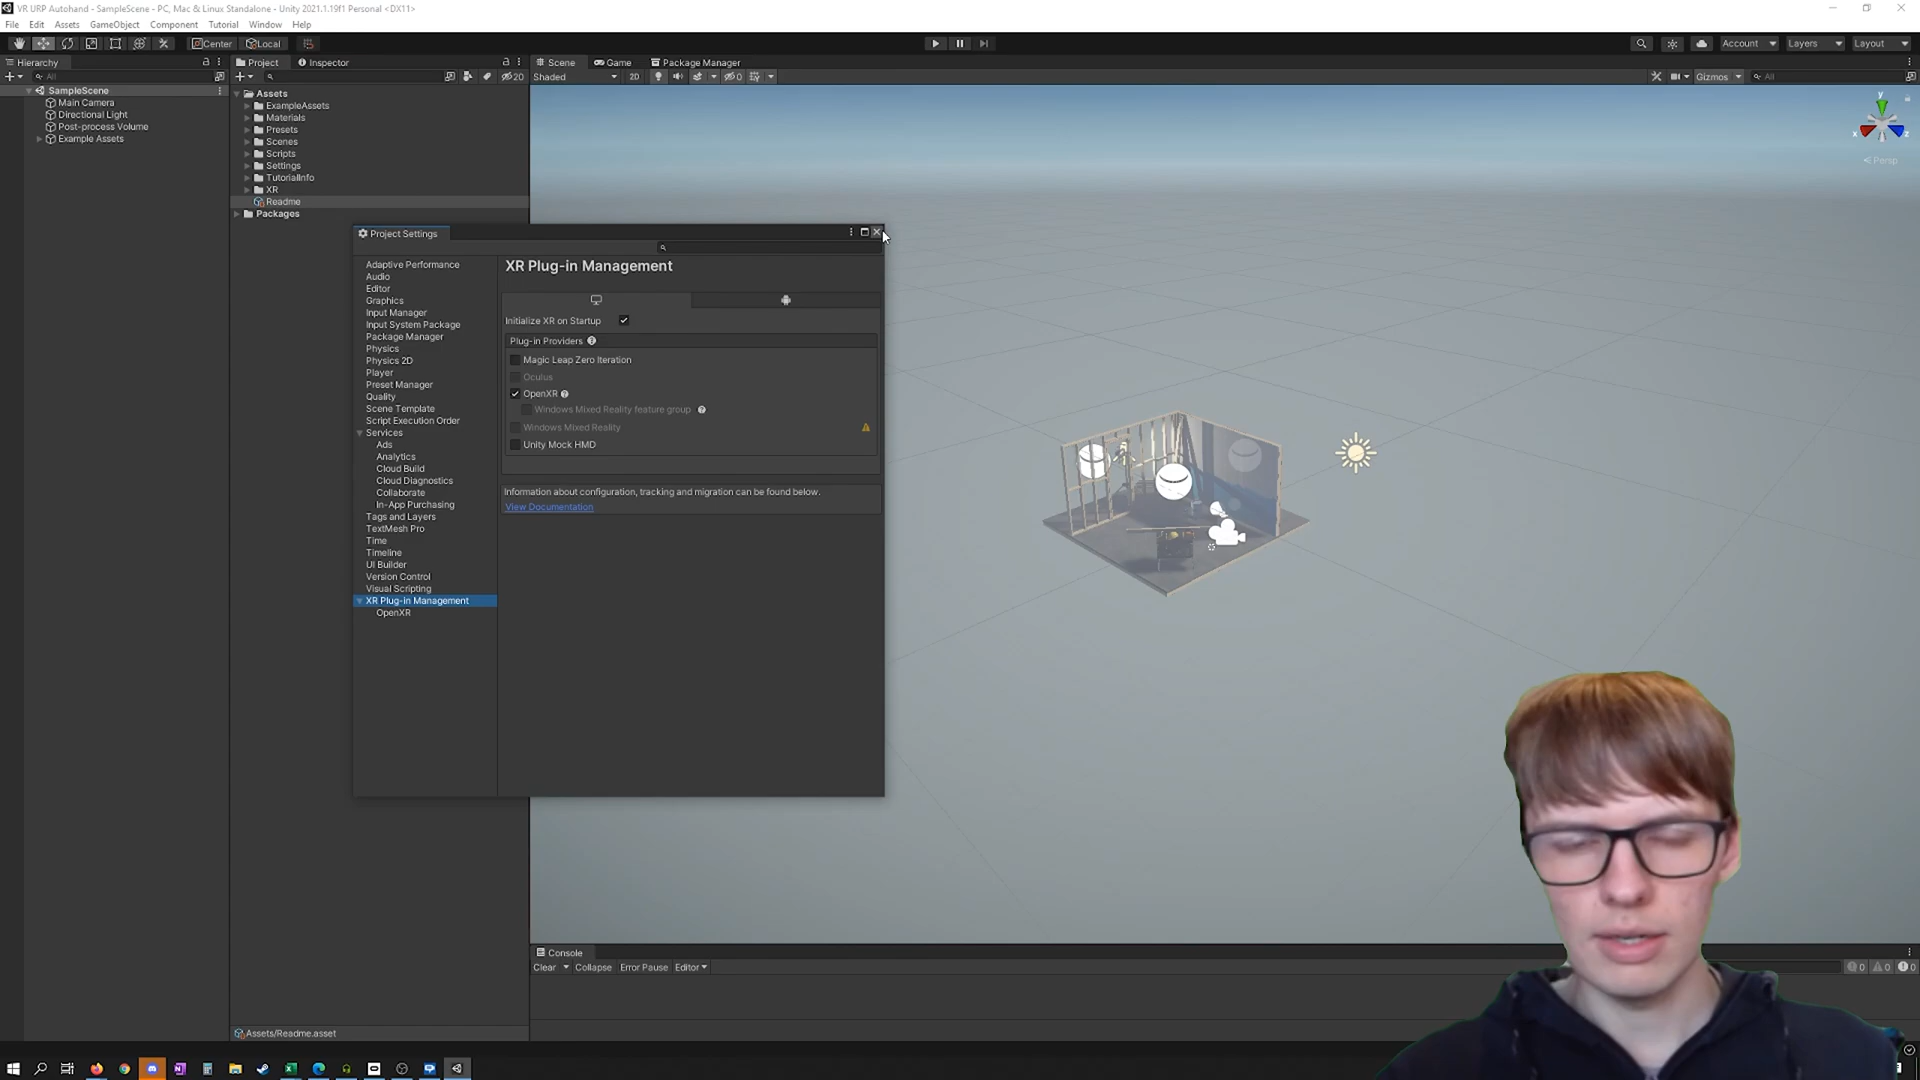 VR URP Autohand - SampleScene - PC, Mac & Linux Standalone - Unity 2021.1.19f1 Personal <DX11>
File Edit Assets GameObject Component Tutorial Window Help
Center Local Account Layers Layout
Hierarchy
All
SampleScene
Main Camera
Directional Light
Post-process Volume
Example Assets
Project Inspector
20
Assets
ExampleAssets
Materials
Presets
Scenes
Scripts
Settings
TutorialInfo
XR
Readme
Packages
Scene Game Package Manager
Shaded 2D 0 Gizmos All
y
x z
Persp
Project Settings
Adaptive Performance
Audio
Editor
Graphics
Input Manager
Input System Package
Package Manager
Physics
Physics 2D
Player
Preset Manager
Quality
Scene Template
Script Execution Order
Services
Ads
Analytics
Cloud Build
Cloud Diagnostics
Collaborate
In-App Purchasing
Tags and Layers
TextMesh Pro
Time
Timeline
UI Builder
Version Control
Visual Scripting
XR Plug-in Management
OpenXR
XR Plug-in Management
Initialize XR on Startup
Plug-in Providers
Magic Leap Zero Iteration
Oculus
OpenXR
Windows Mixed Reality feature group
Windows Mixed Reality
Unity Mock HMD
Information about configuration, tracking and migration can be found below.
View Documentation
Console
Clear Collapse Error Pause Editor
0 0 0
Assets/Readme.asset